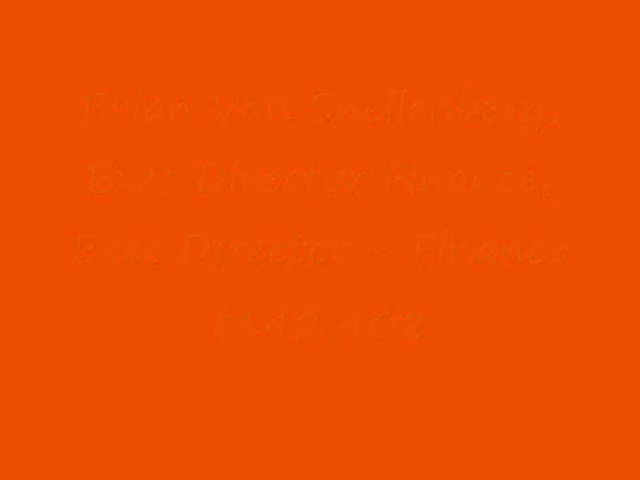 Brian Van Snellenberg,
Exec Director Finance,
Exec Director - Finance